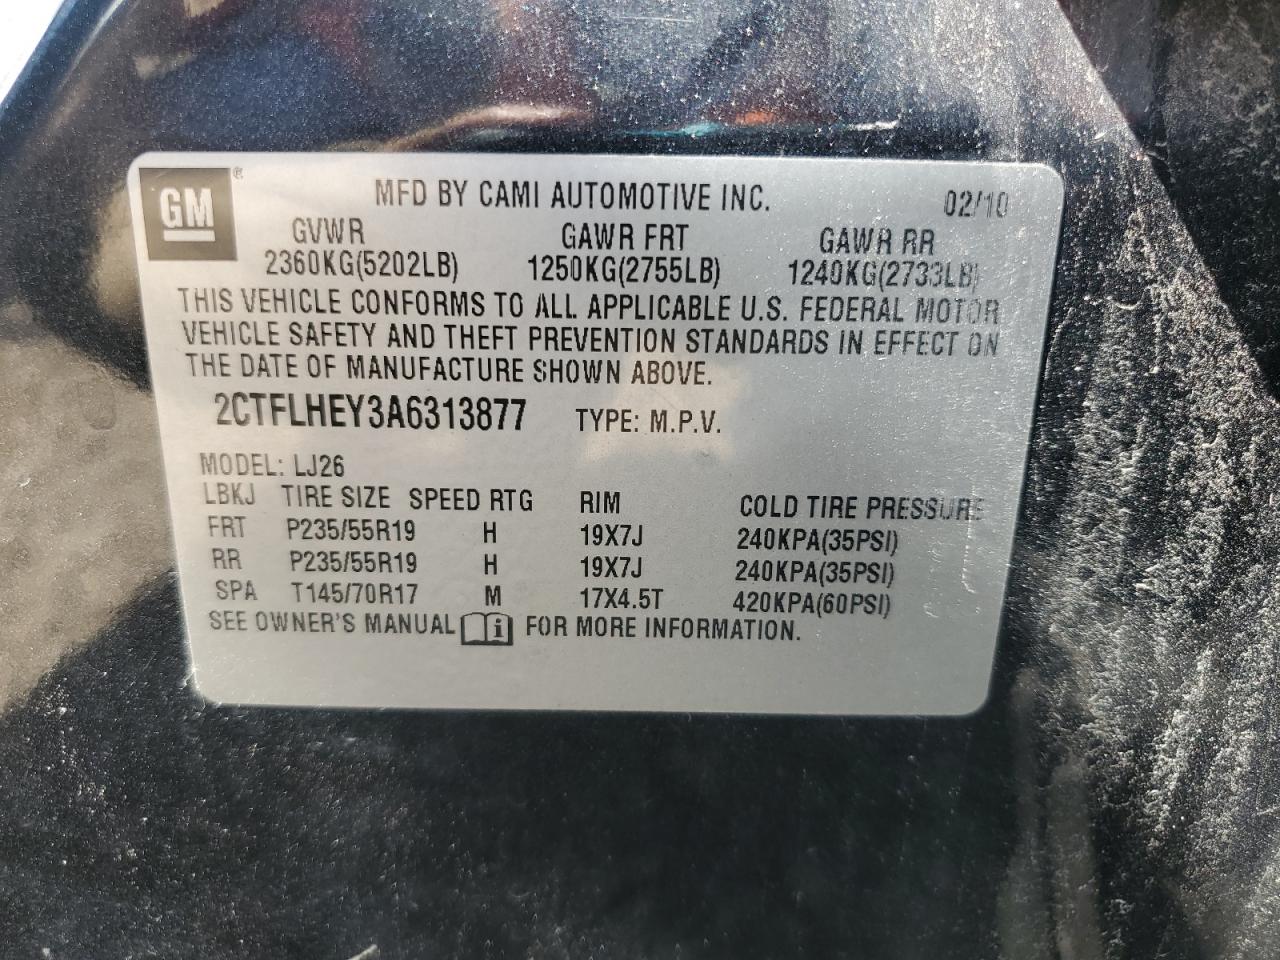 GM®
MFD BY CAMI AUTOMOTIVE INC. 02/10
GVWR GAWR FRT GAWR RR
2360KG(5202LB) 1250KG(2755LB) 1240KG(2733LB)
THIS VEHICLE CONFORMS TO ALL APPLICABLE U.S. FEDERAL MOTOR
VEHICLE SAFETY AND THEFT PREVENTION STANDARDS IN EFFECT ON
THE DATE OF MANUFACTURE SHOWN ABOVE.
2CTFLHEY3A6313877 TYPE: M.P.V.
MODEL: LJ26
LBKJ TIRE SIZE SPEED RTG RIM COLD TIRE PRESSURE
FRT P235/55R19 H 19X7J 240KPA(35PSI)
RR P235/55R19 H 19X7J 240KPA(35PSI)
SPA T145/70R17 M 17X4.5T 420KPA(60PSI)
SEE OWNER'S MANUAL i FOR MORE INFORMATION.